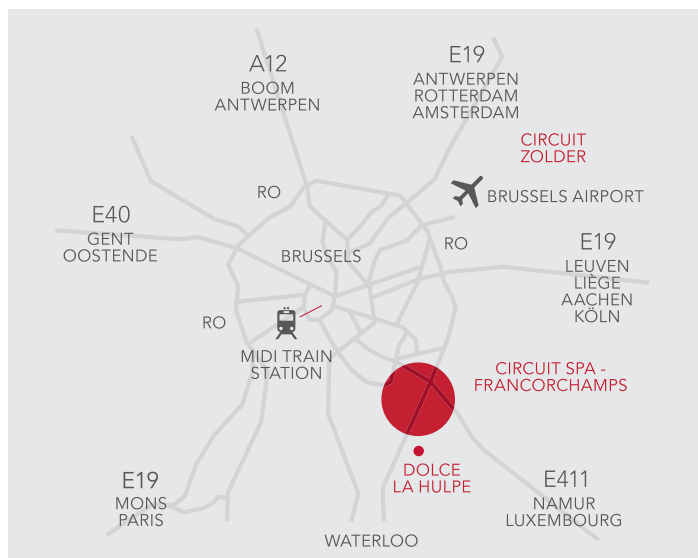 A12
BOOM
ANTWERPEN
E19
ANTWERPEN
ROTTERDAM
AMSTERDAM
CIRCUIT
ZOLDER
RO
BRUSSELS AIRPORT
E40
GENT
OOSTENDE
BRUSSELS
RO
E19
LEUVEN
LIÈGE
AACHEN
KÖLN
RO
MIDI TRAIN
STATION
CIRCUIT SPA -
FRANCORCHAMPS
DOLCE
LA HULPE
E19
MONS
PARIS
E411
NAMUR
LUXEMBOURG
WATERLOO